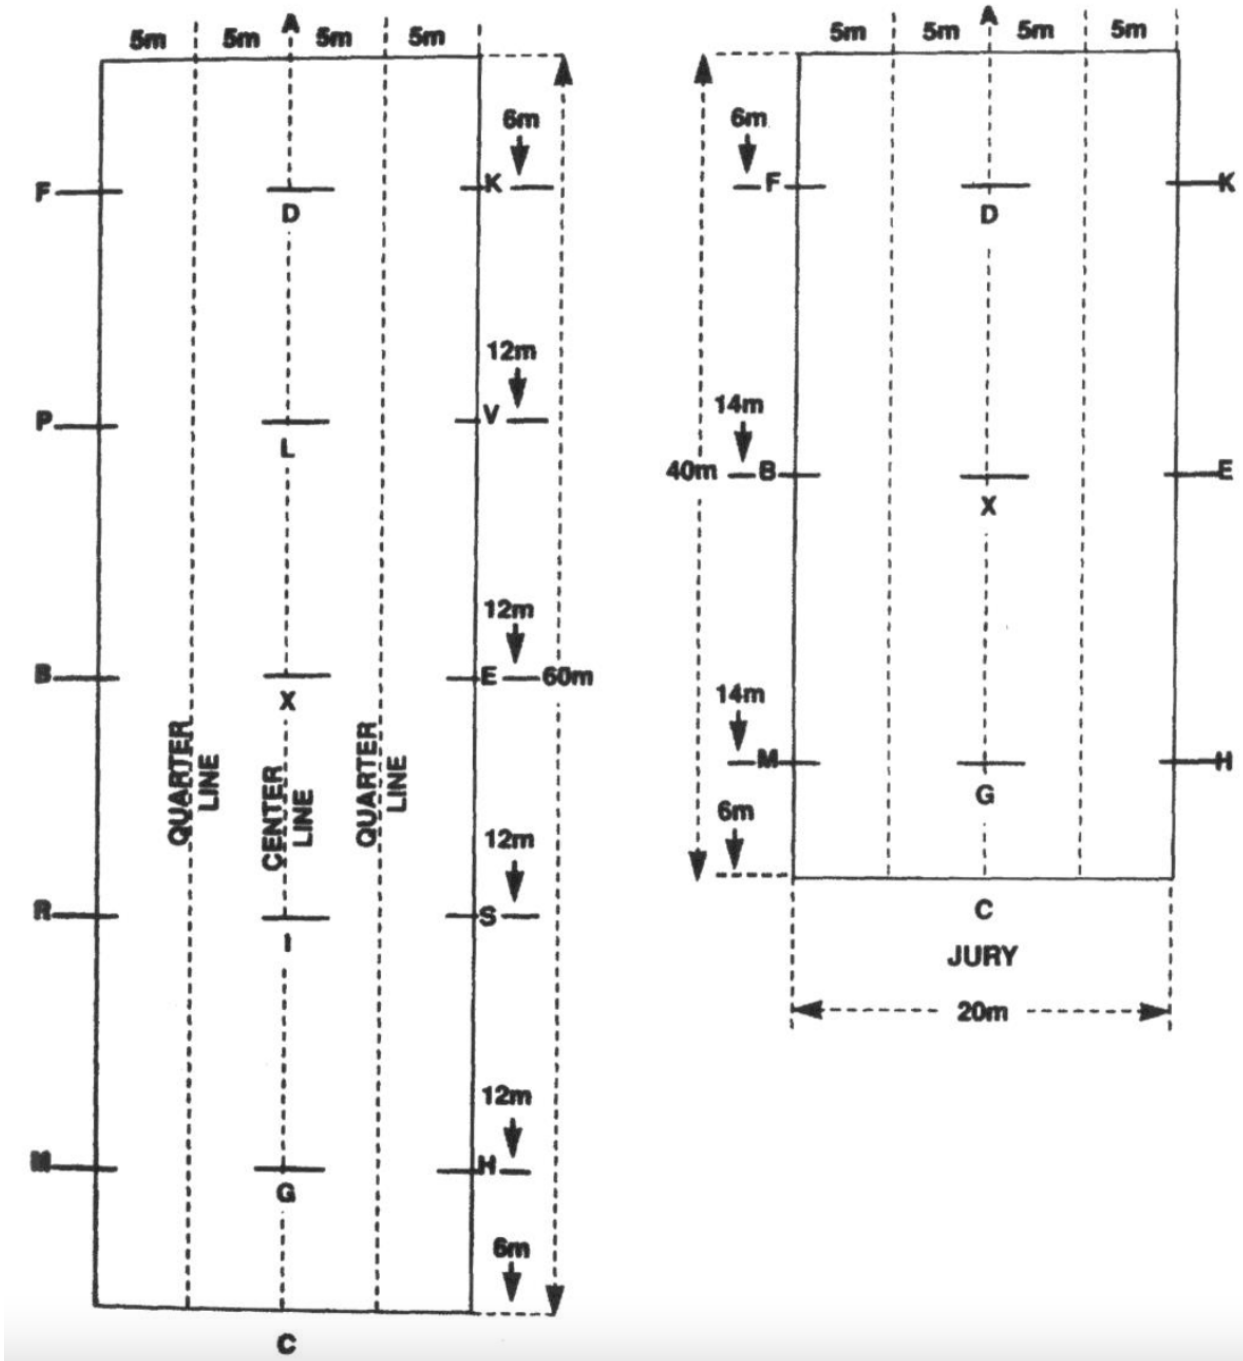 A
5m 5m 5m 5m
6m
F K
D
12m
P V
L
12m
B E 60m
X
QUARTER LINE
CENTER LINE
QUARTER LINE
12m
R S
I
12m
M H
G
6m
C
A
5m 5m 5m 5m
6m
F K
D
14m
40m B E
X
14m
M H
G
6m
C
JURY
20m